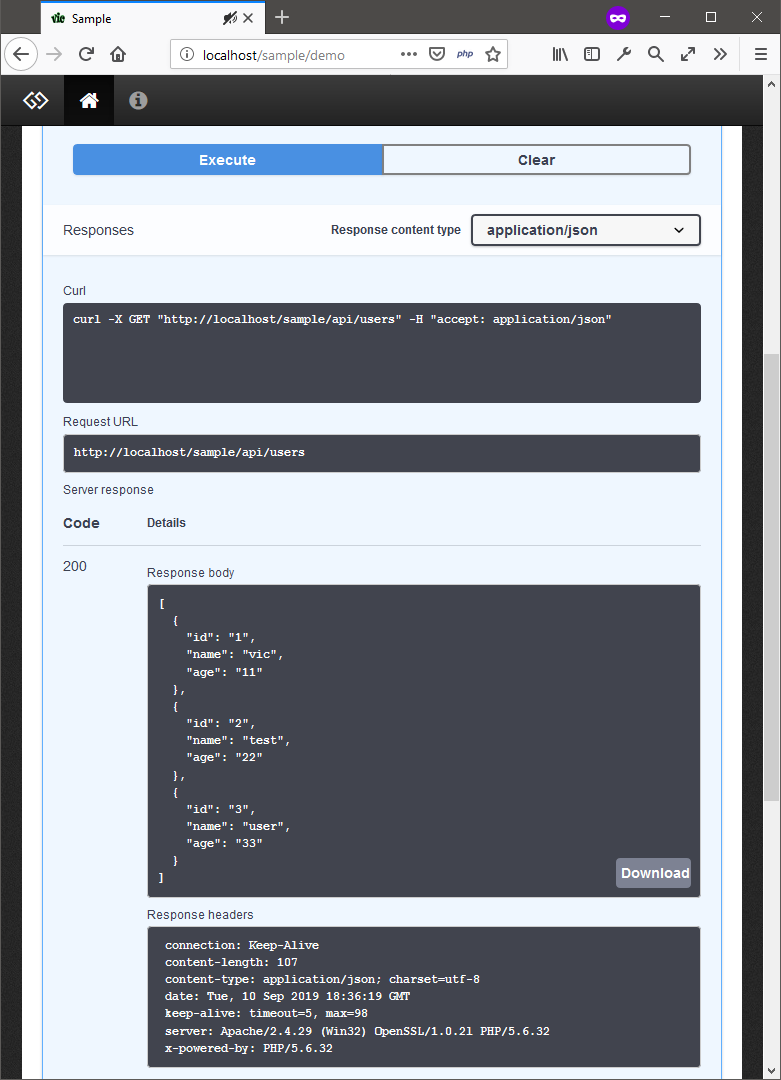 vic Sample
localhost/sample/demo
php
Execute
Clear
Responses
Response content type
application/json
Curl
curl -X GET "http://localhost/sample/api/users" -H "accept: application/json"
Request URL
http://localhost/sample/api/users
Server response
Code Details
200
Response body
[
  {
    "id": "1",
    "name": "vic",
    "age": "11"
  },
  {
    "id": "2",
    "name": "test",
    "age": "22"
  },
  {
    "id": "3",
    "name": "user",
    "age": "33"
  }
]
Download
Response headers
connection: Keep-Alive
content-length: 107
content-type: application/json; charset=utf-8
date: Tue, 10 Sep 2019 18:36:19 GMT
keep-alive: timeout=5, max=98
server: Apache/2.4.29 (Win32) OpenSSL/1.0.2l PHP/5.6.32
x-powered-by: PHP/5.6.32